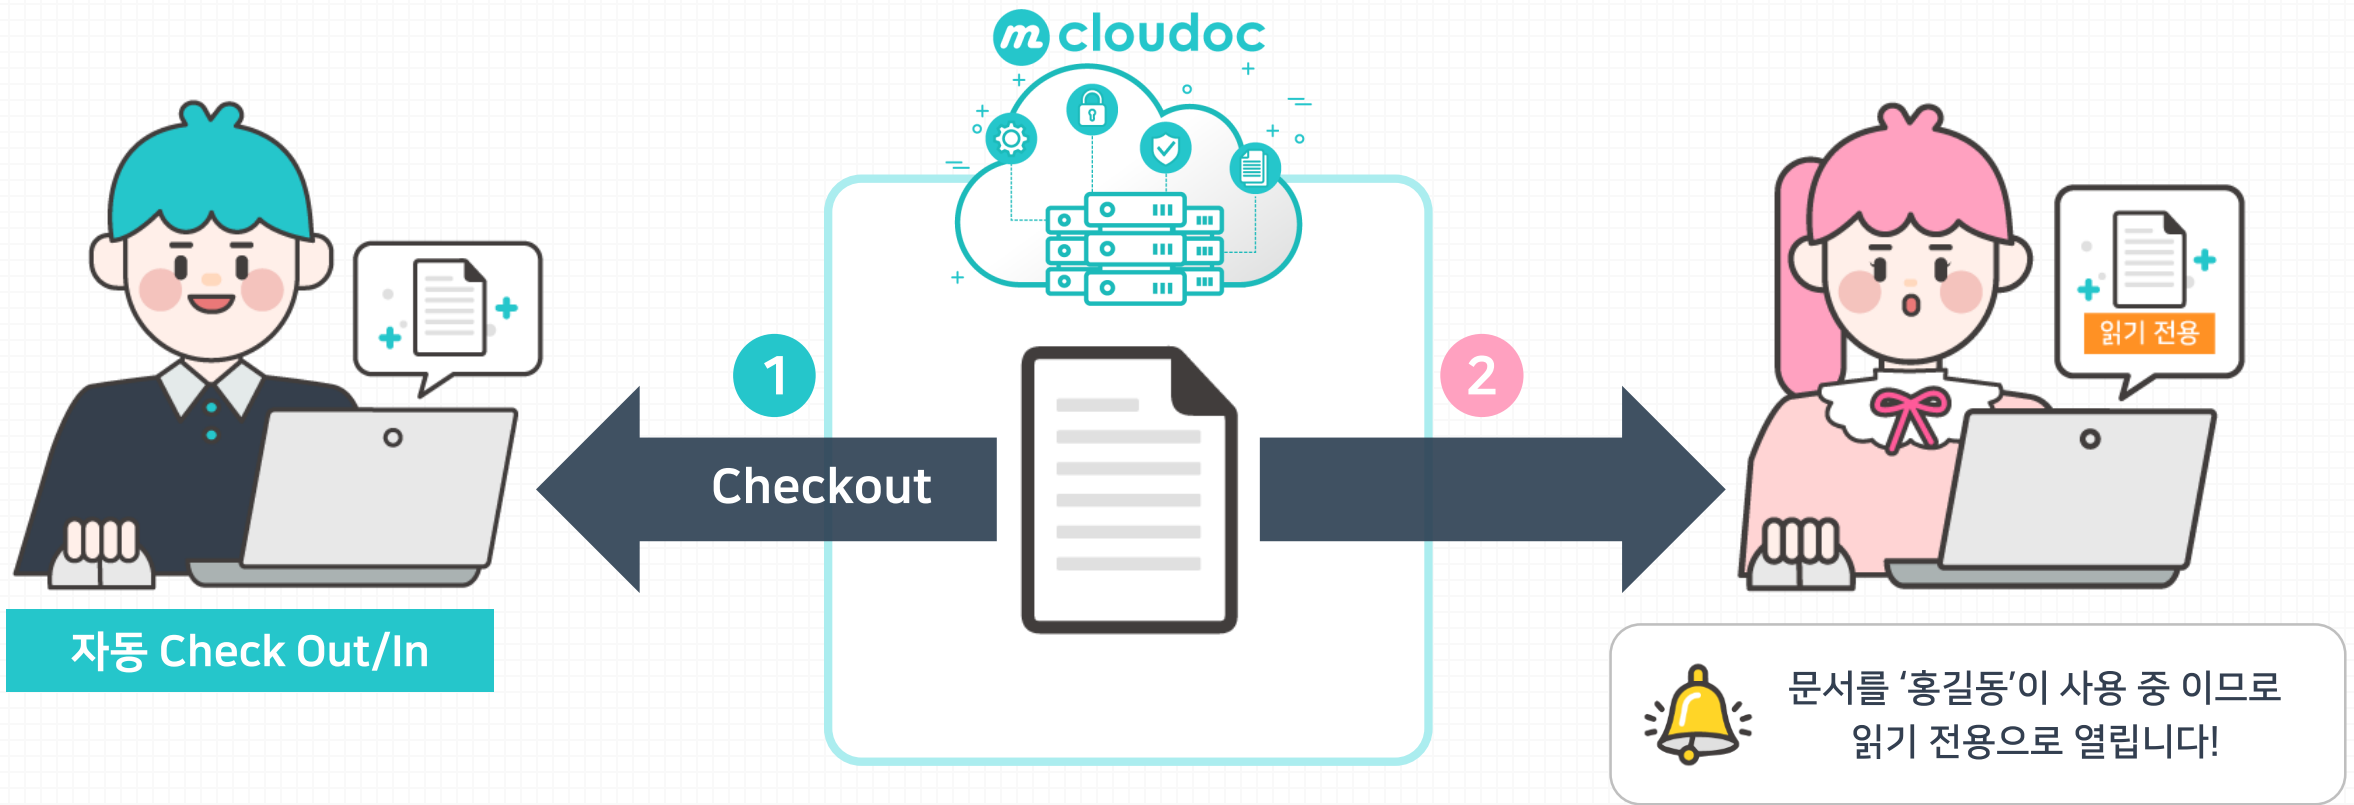 m cloudoc
읽기 전용
1
2
Checkout
자동 Check Out/In
문서를 ‘홍길동’이 사용 중 이므로
읽기 전용으로 열립니다!